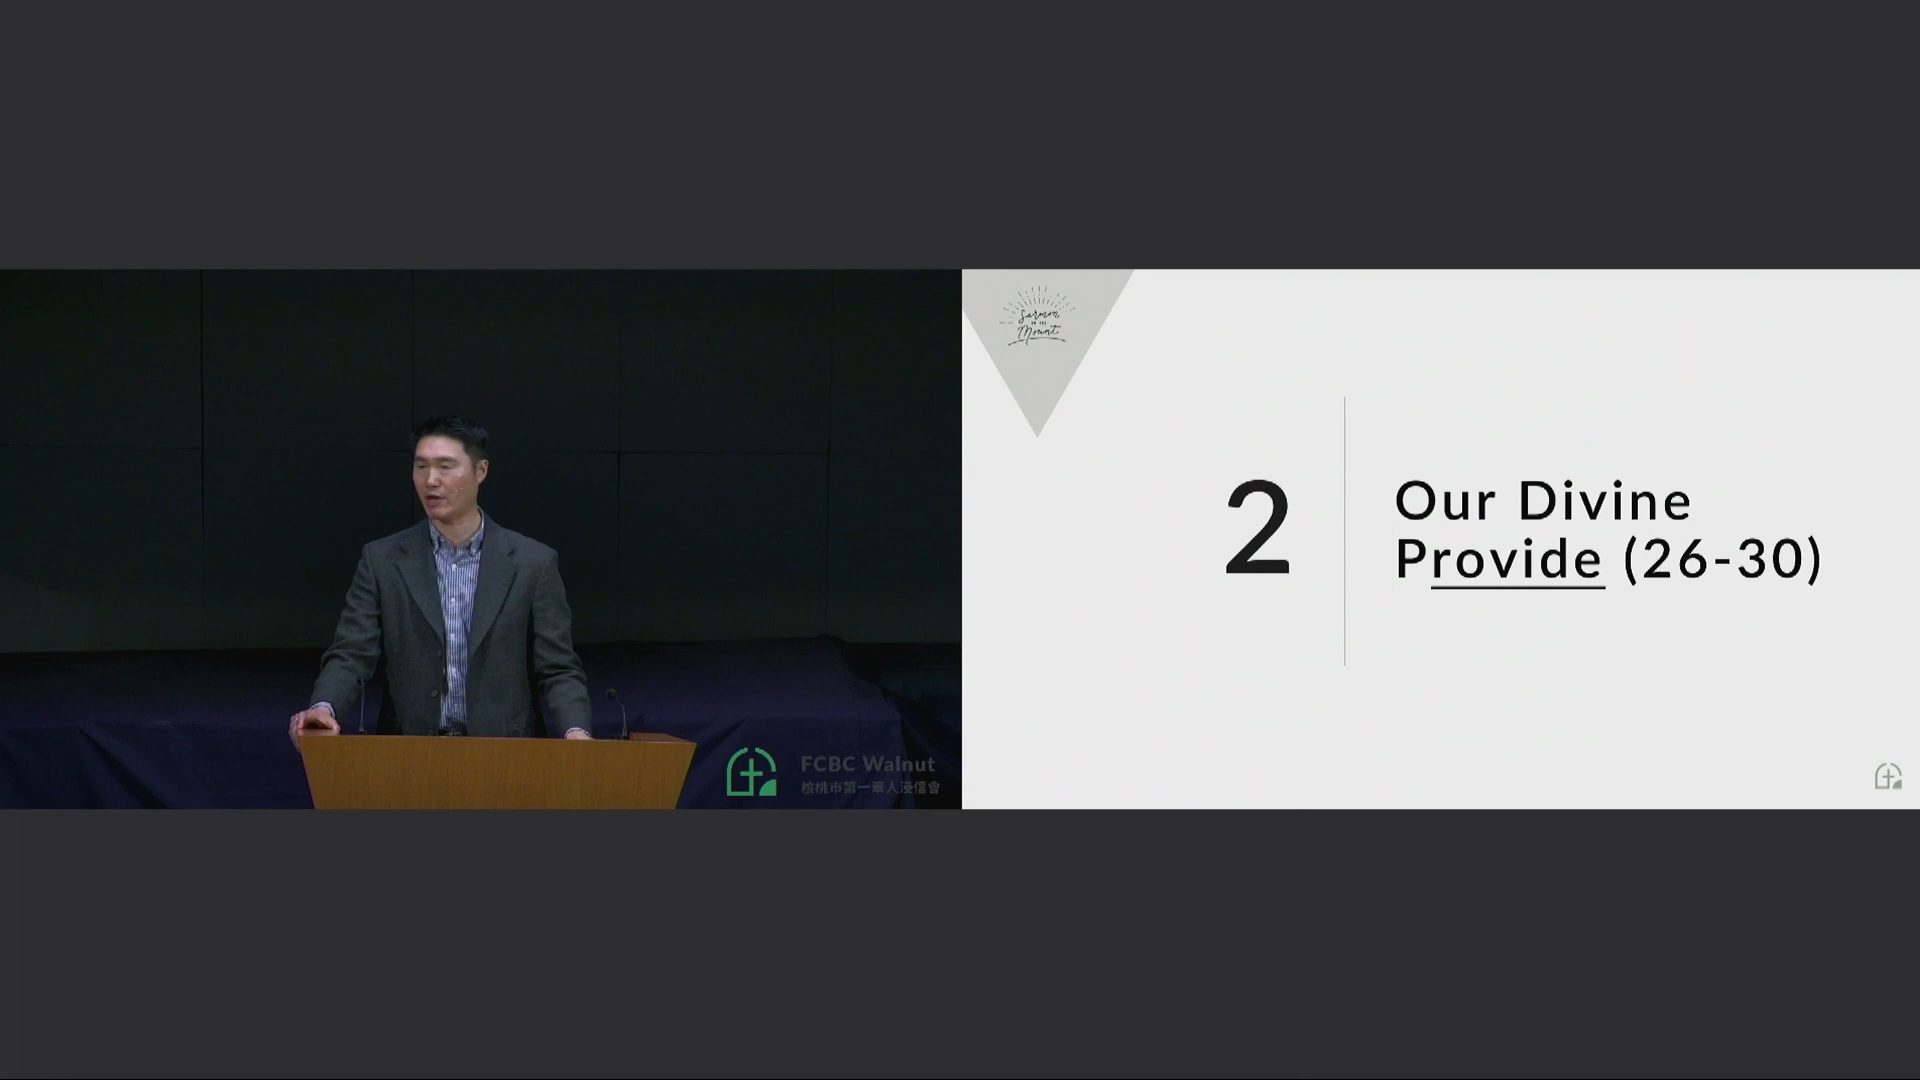 FCBC Walnut
核桃市第一華人浸信會
Sermon
ON THE
Mount
2
Our Divine
Provide (26-30)